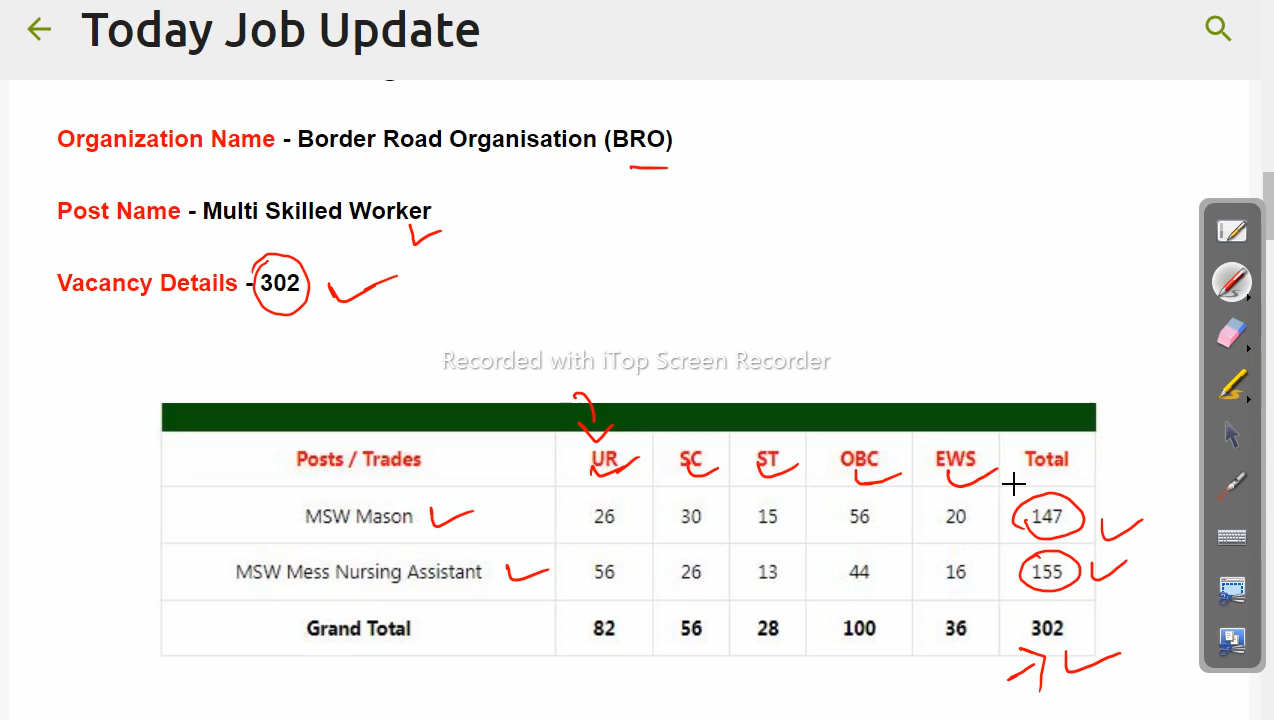 Today Job Update
Organization Name - Border Road Organisation (BRO)
Post Name - Multi Skilled Worker
Vacancy Details - 302
Recorded with iTop Screen Recorder
Posts / Trades UR SC ST OBC EWS Total
MSW Mason 26 30 15 56 20 147
MSW Mess Nursing Assistant 56 26 13 44 16 155
Grand Total 82 56 28 100 36 302